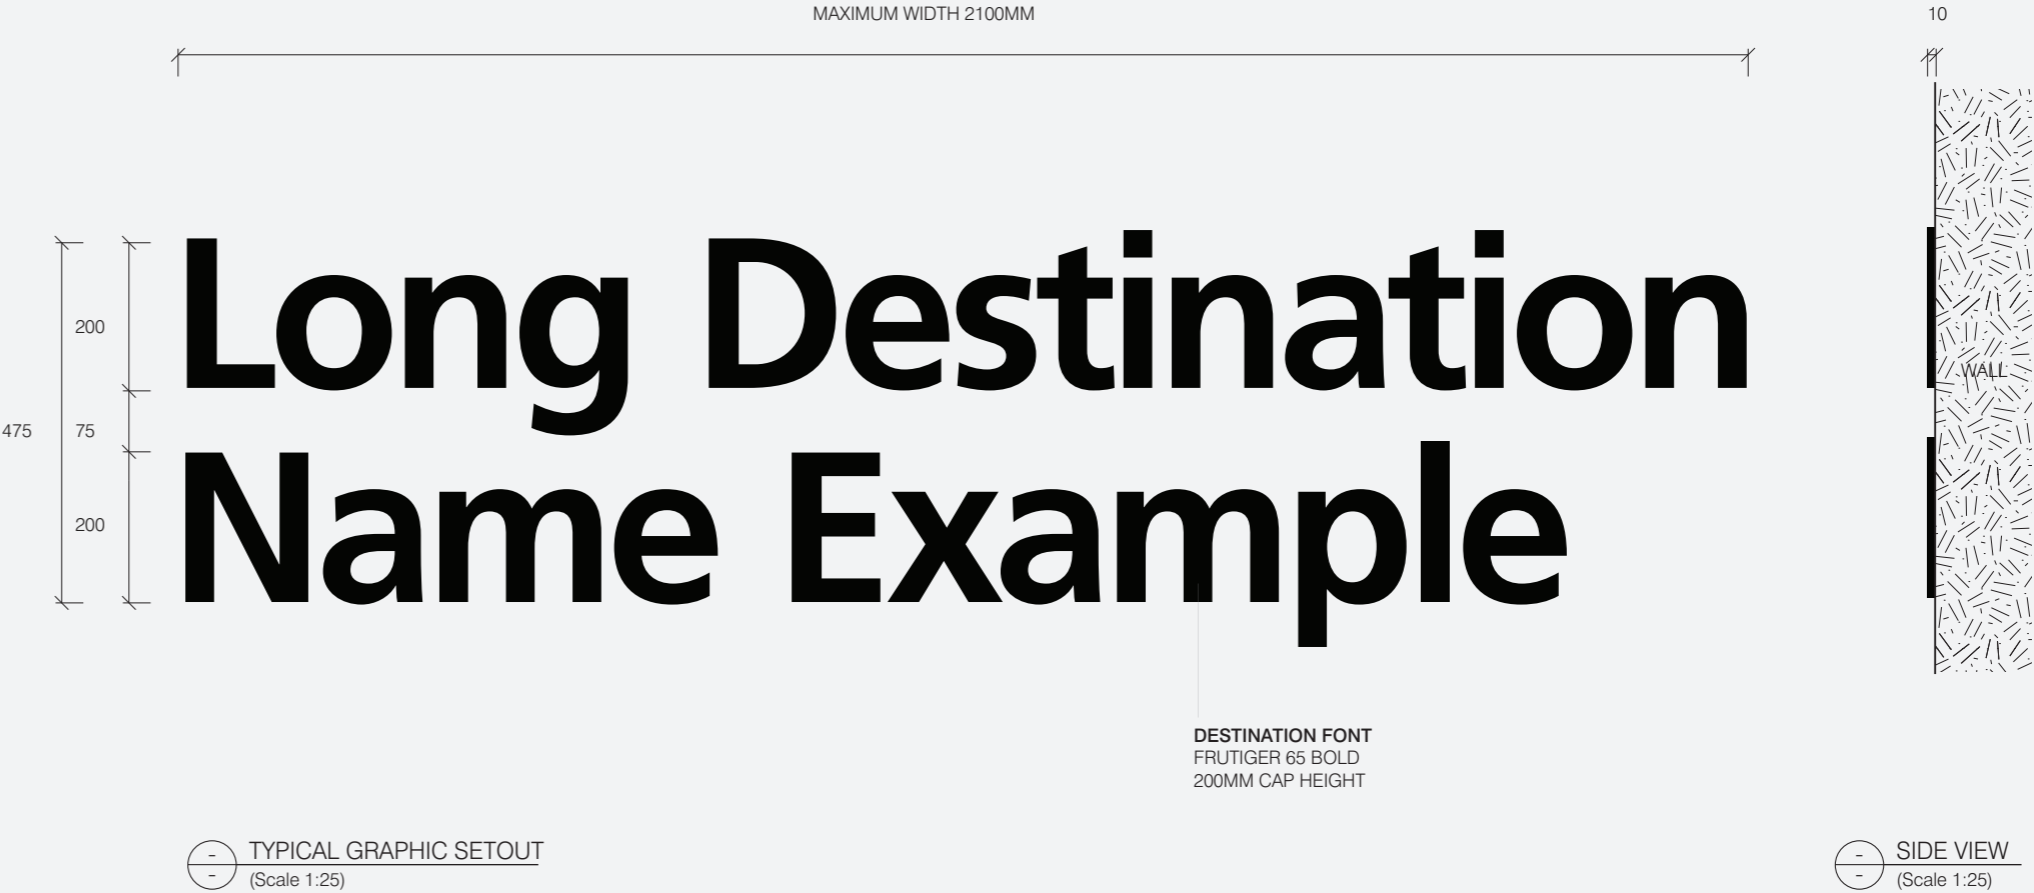 MAXIMUM WIDTH 2100MM
10
Long Destination
200
WALL
475
75
Name Example
200
DESTINATION FONT
FRUTIGER 65 BOLD
200MM CAP HEIGHT
-
-
TYPICAL GRAPHIC SETOUT
(Scale 1:25)
-
-
SIDE VIEW
(Scale 1:25)